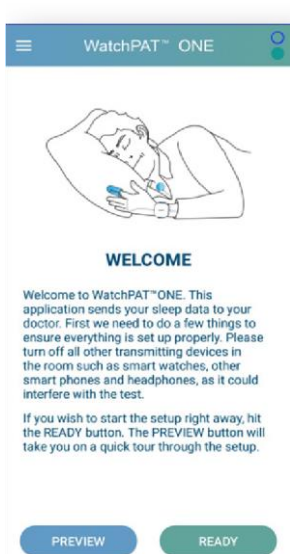 WatchPAT™ ONE
WELCOME
Welcome to WatchPAT™ONE. This
application sends your sleep data to your
doctor. First we need to do a few things to
ensure everything is set up properly. Please
turn off all other transmitting devices in
the room such as smart watches, other
smart phones and headphones, as it could
interfere with the test.
If you wish to start the setup right away, hit
the READY button. The PREVIEW button will
take you on a quick tour through the setup.
PREVIEW READY